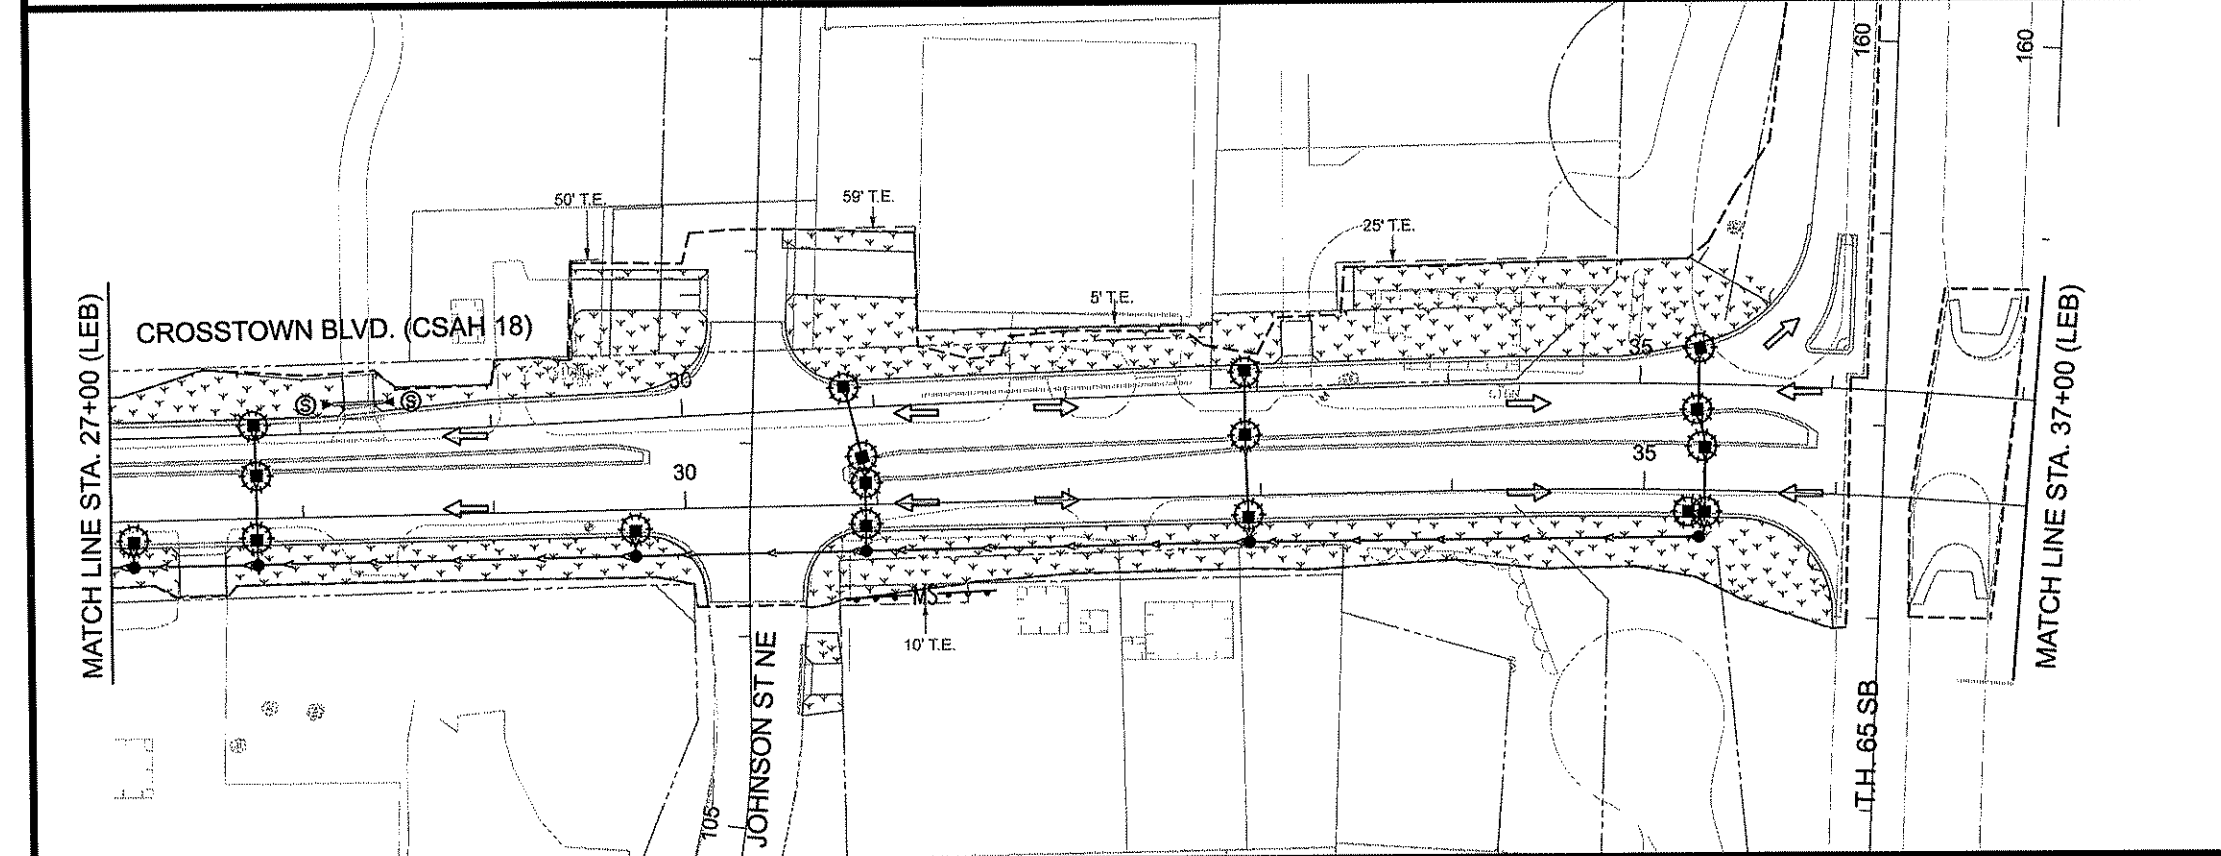 160
160
50' T.E.
59' T.E.
25' T.E.
5' T.E.
CROSSTOWN BLVD. (CSAH 18)
MATCH LINE STA. 27+00 (LEB)
MATCH LINE STA. 37+00 (LEB)
35
30
S
S
30
35
MS
10' T.E.
JOHNSON ST NE
105
T.H. 65 SB